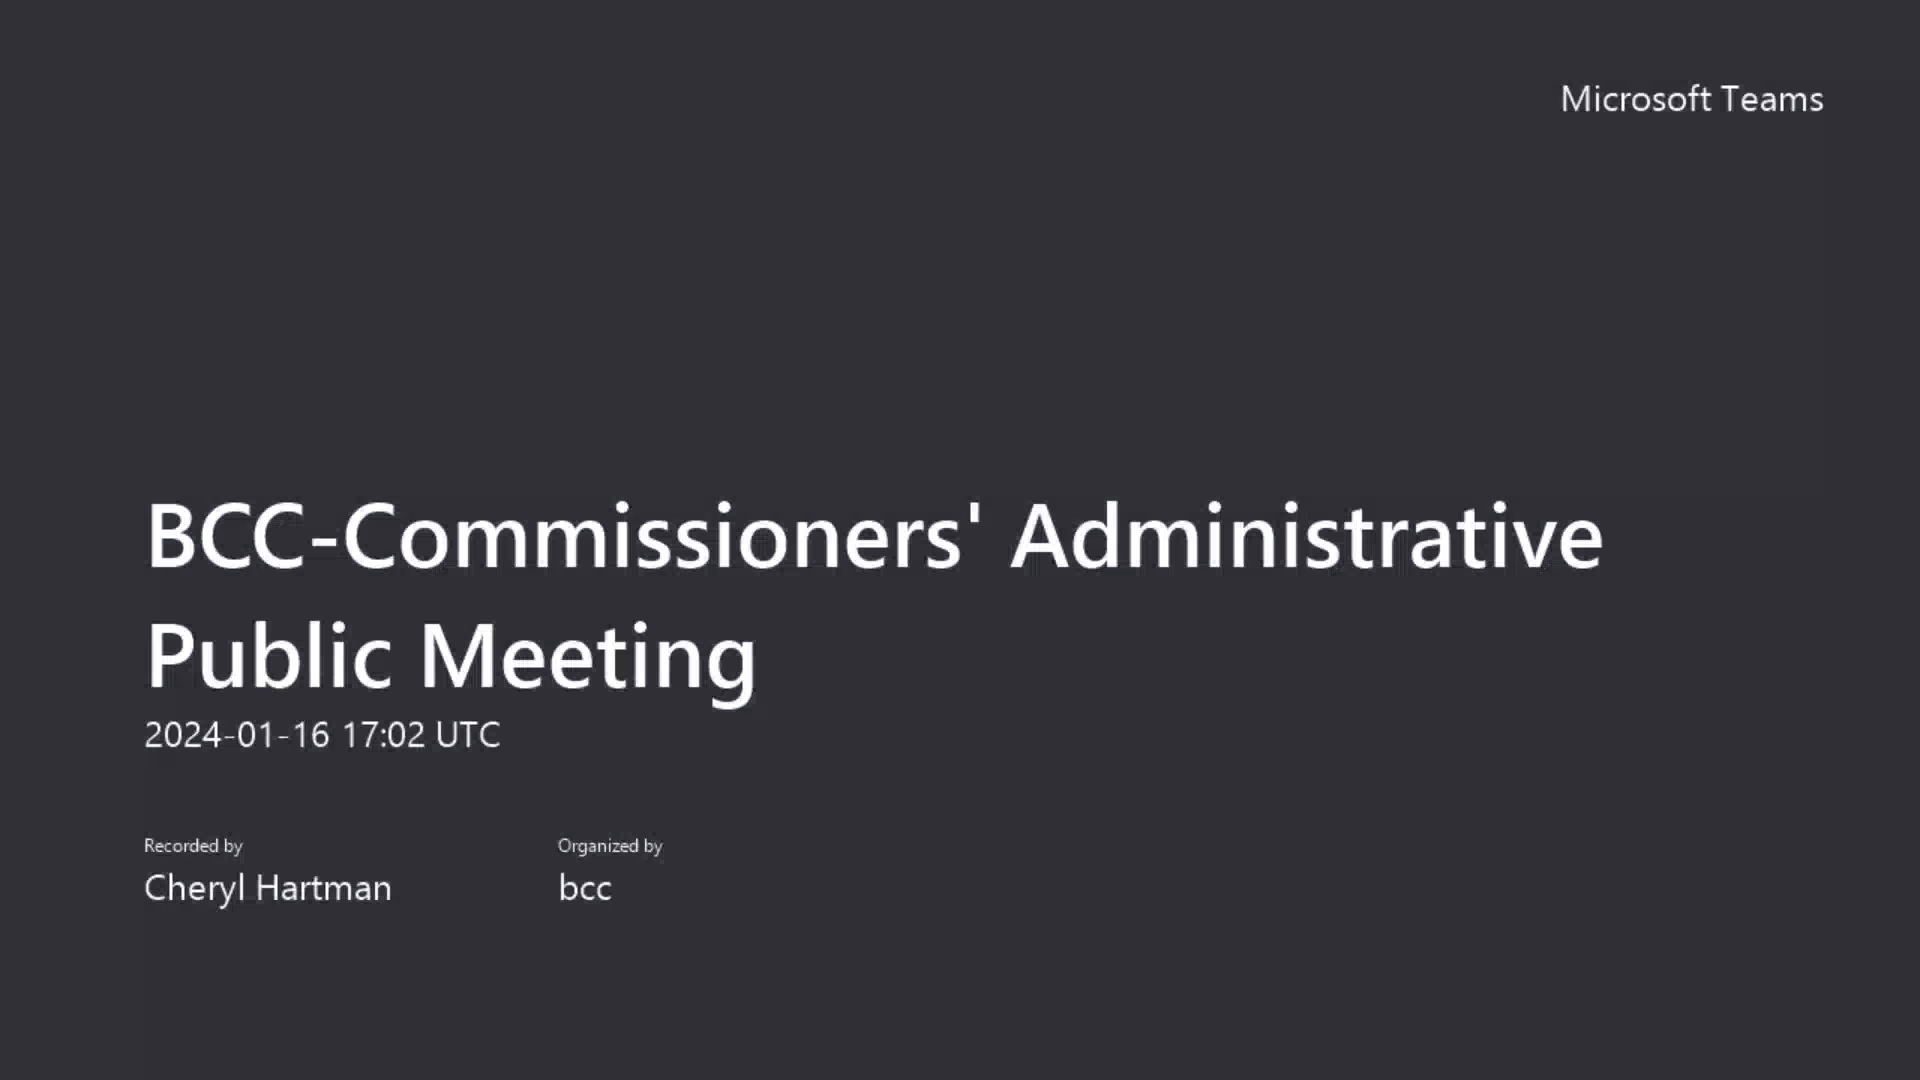 Microsoft Teams
BCC-Commissioners' Administrative
Public Meeting
2024-01-16 17:02 UTC
Recorded by
Cheryl Hartman
Organized by
bcc